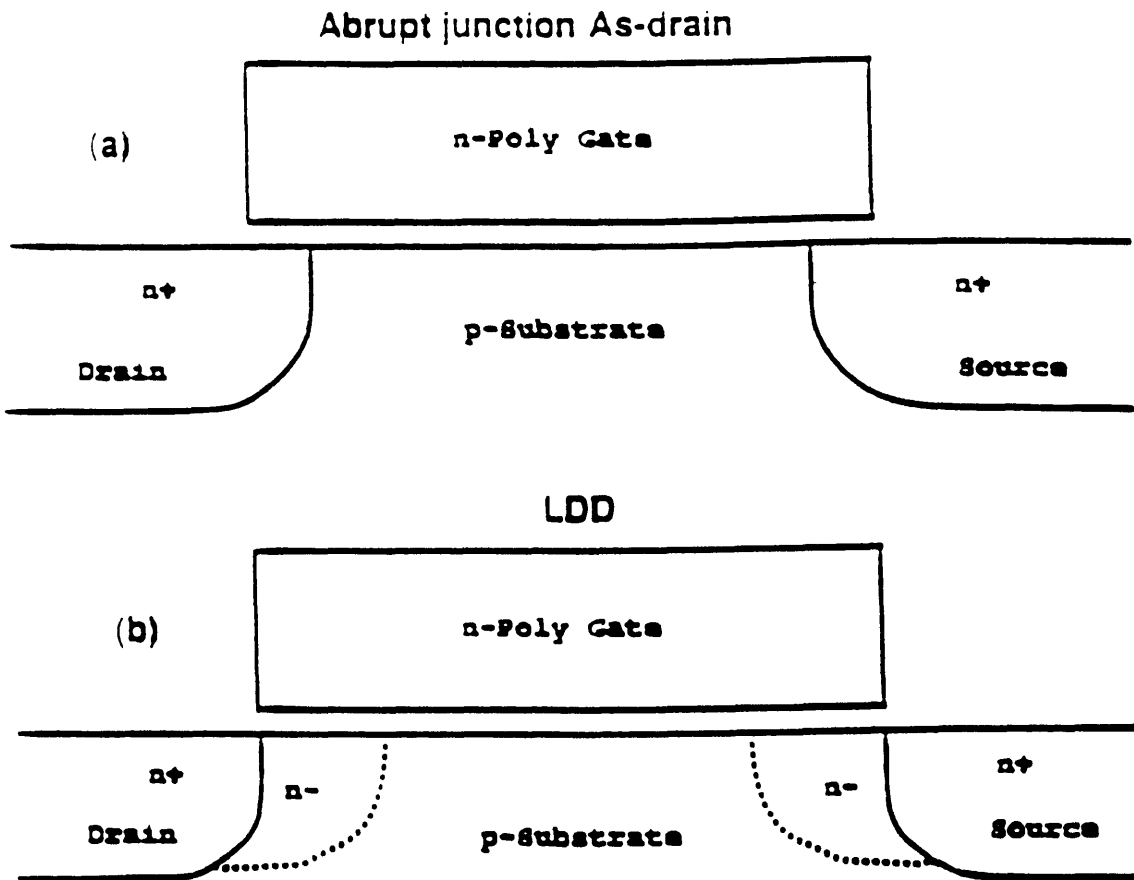 Abrupt junction As-drain
(a)
n-Poly Gate
n+
n+
p-Substrate
Drain
Source
LDD
(b)
n-Poly Gate
n+
n-
n-
n+
Drain
p-Substrate
Source